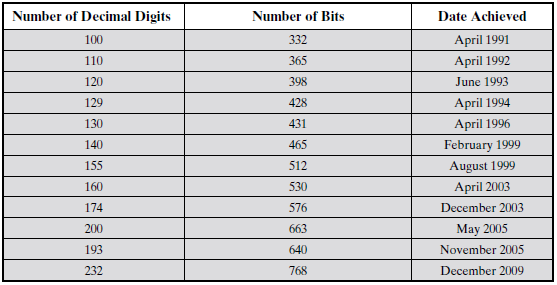 Number of Decimal Digits Number of Bits Date Achieved
100 332 April 1991
110 365 April 1992
120 398 June 1993
129 428 April 1994
130 431 April 1996
140 465 February 1999
155 512 August 1999
160 530 April 2003
174 576 December 2003
200 663 May 2005
193 640 November 2005
232 768 December 2009